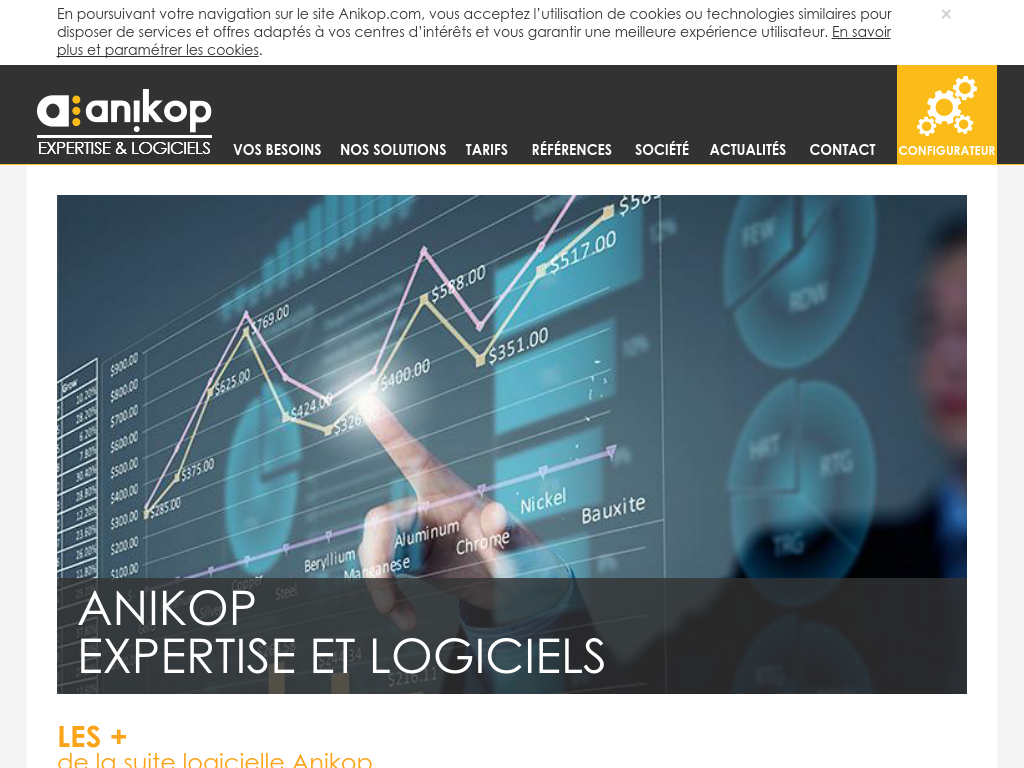 En poursuivant votre navigation sur le site Anikop.com, vous acceptez l’utilisation de cookies ou technologies similaires pour
disposer de services et offres adaptés à vos centres d’intérêts et vous garantir une meilleure expérience utilisateur. En savoir
plus et paramétrer les cookies.
×
a:anikop
EXPERTISE & LOGICIELS
VOS BESOINS
NOS SOLUTIONS
TARIFS
RÉFÉRENCES
SOCIÉTÉ
ACTUALITÉS
CONTACT
CONFIGURATEUR
$517.00
$588.00
$769.00
$351.00
$400.00
$625.00
$424.00
$375.00
$285.00
$900.00
$800.00
$700.00
$600.00
$500.00
$400.00
$300.00
$200.00
$100.00
Grow
FEW
RDW
HRT
RTG
TRG
Bauxite
Nickel
Chrome
Aluminum
Manganese
Beryllium
Copper
Steel
ANIKOP
EXPERTISE ET LOGICIELS
LES +
de la suite logicielle Anikop